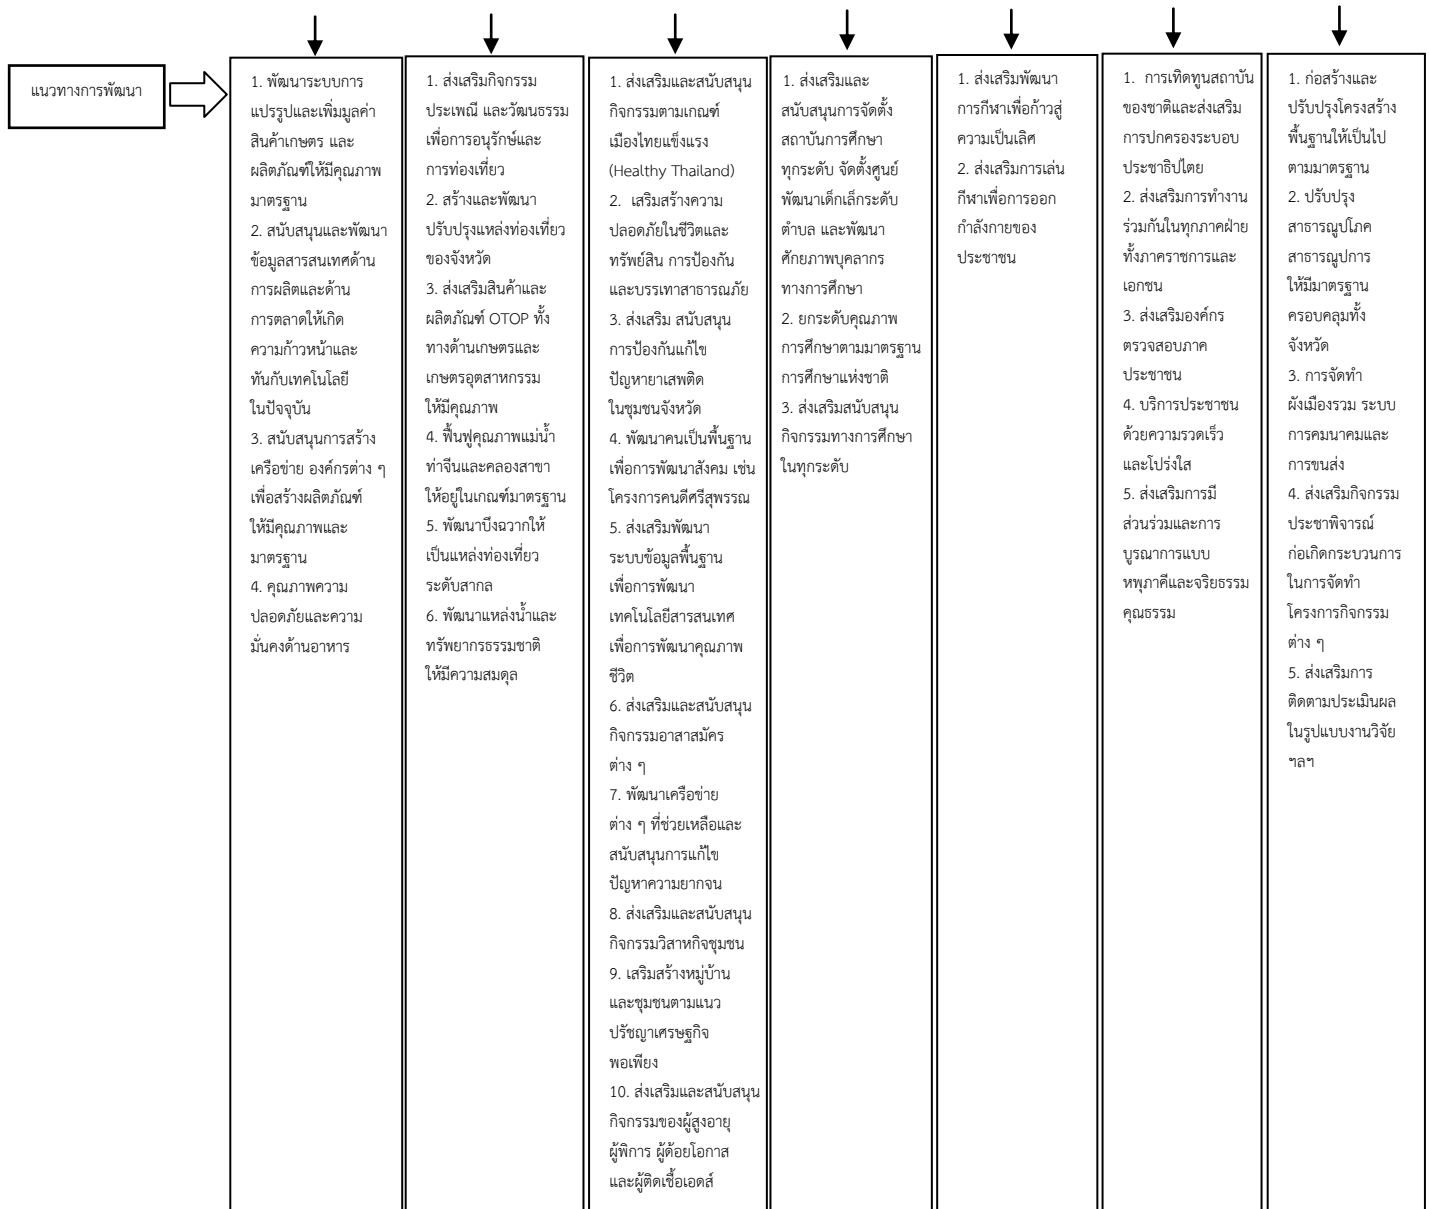 แนวทางการพัฒนา
1. พัฒนาระบบการ
แปรรูปและเพิ่มมูลค่า
สินค้าเกษตร และ
ผลิตภัณฑ์ให้มีคุณภาพ
มาตรฐาน
2. สนับสนุนและพัฒนา
ข้อมูลสารสนเทศด้าน
การผลิตและด้าน
การตลาดให้เกิด
ความก้าวหน้าและ
ทันกับเทคโนโลยี
ในปัจจุบัน
3. สนับสนุนการสร้าง
เครือข่าย องค์กรต่าง ๆ
เพื่อสร้างผลิตภัณฑ์
ให้มีคุณภาพและ
มาตรฐาน
4. คุณภาพความ
ปลอดภัยและความ
มั่นคงด้านอาหาร
1. ส่งเสริมกิจกรรม
ประเพณี และวัฒนธรรม
เพื่อการอนุรักษ์และ
การท่องเที่ยว
2. สร้างและพัฒนา
ปรับปรุงแหล่งท่องเที่ยว
ของจังหวัด
3. ส่งเสริมสินค้าและ
ผลิตภัณฑ์ OTOP ทั้ง
ทางด้านเกษตรและ
เกษตรอุตสาหกรรม
ให้มีคุณภาพ
4. ฟื้นฟูคุณภาพแม่น้ำ
ท่าจีนและคลองสาขา
ให้อยู่ในเกณฑ์มาตรฐาน
5. พัฒนาบึงฉวากให้
เป็นแหล่งท่องเที่ยว
ระดับสากล
6. พัฒนาแหล่งน้ำและ
ทรัพยากรธรรมชาติ
ให้มีความสมดุล
1. ส่งเสริมและสนับสนุน
กิจกรรมตามเกณฑ์
เมืองไทยแข็งแรง
(Healthy Thailand)
2. เสริมสร้างความ
ปลอดภัยในชีวิตและ
ทรัพย์สิน การป้องกัน
และบรรเทาสาธารณภัย
3. ส่งเสริม สนับสนุน
การป้องกันแก้ไข
ปัญหายาเสพติด
ในชุมชนจังหวัด
4. พัฒนาคนเป็นพื้นฐาน
เพื่อการพัฒนาสังคม เช่น
โครงการคนดีศรีสุพรรณ
5. ส่งเสริมพัฒนา
ระบบข้อมูลพื้นฐาน
เพื่อการพัฒนา
เทคโนโลยีสารสนเทศ
เพื่อการพัฒนาคุณภาพ
ชีวิต
6. ส่งเสริมและสนับสนุน
กิจกรรมอาสาสมัคร
ต่าง ๆ
7. พัฒนาเครือข่าย
ต่าง ๆ ที่ช่วยเหลือและ
สนับสนุนการแก้ไข
ปัญหาความยากจน
8. ส่งเสริมและสนับสนุน
กิจกรรมวิสาหกิจชุมชน
9. เสริมสร้างหมู่บ้าน
และชุมชนตามแนว
ปรัชญาเศรษฐกิจ
พอเพียง
10. ส่งเสริมและสนับสนุน
กิจกรรมของผู้สูงอายุ
ผู้พิการ ผู้ด้อยโอกาส
และผู้ติดเชื้อเอดส์
1. ส่งเสริมและ
สนับสนุนการจัดตั้ง
สถาบันการศึกษา
ทุกระดับ จัดตั้งศูนย์
พัฒนาเด็กเล็กระดับ
ตำบล และพัฒนา
ศักยภาพบุคลากร
ทางการศึกษา
2. ยกระดับคุณภาพ
การศึกษาตามมาตรฐาน
การศึกษาแห่งชาติ
3. ส่งเสริมสนับสนุน
กิจกรรมทางการศึกษา
ในทุกระดับ
1. ส่งเสริมพัฒนา
การกีฬาเพื่อก้าวสู่
ความเป็นเลิศ
2. ส่งเสริมการเล่น
กีฬาเพื่อการออก
กำลังกายของ
ประชาชน
1. การเทิดทูนสถาบัน
ของชาติและส่งเสริม
การปกครองระบอบ
ประชาธิปไตย
2. ส่งเสริมการทำงาน
ร่วมกันในทุกภาคฝ่าย
ทั้งภาคราชการและ
เอกชน
3. ส่งเสริมองค์กร
ตรวจสอบภาค
ประชาชน
4. บริการประชาชน
ด้วยความรวดเร็ว
และโปร่งใส
5. ส่งเสริมการมี
ส่วนร่วมและการ
บูรณาการแบบ
หพุภาคีและจริยธรรม
คุณธรรม
1. ก่อสร้างและ
ปรับปรุงโครงสร้าง
พื้นฐานให้เป็นไป
ตามมาตรฐาน
2. ปรับปรุง
สาธารณูปโภค
สาธารณูปการ
ให้มีมาตรฐาน
ครอบคลุมทั้ง
จังหวัด
3. การจัดทำ
ผังเมืองรวม ระบบ
การคมนาคมและ
การขนส่ง
4. ส่งเสริมกิจกรรม
ประชาพิจารณ์
ก่อเกิดกระบวนการ
ในการจัดทำ
โครงการกิจกรรม
ต่าง ๆ
5. ส่งเสริมการ
ติดตามประเมินผล
ในรูปแบบงานวิจัย
ฯลฯ